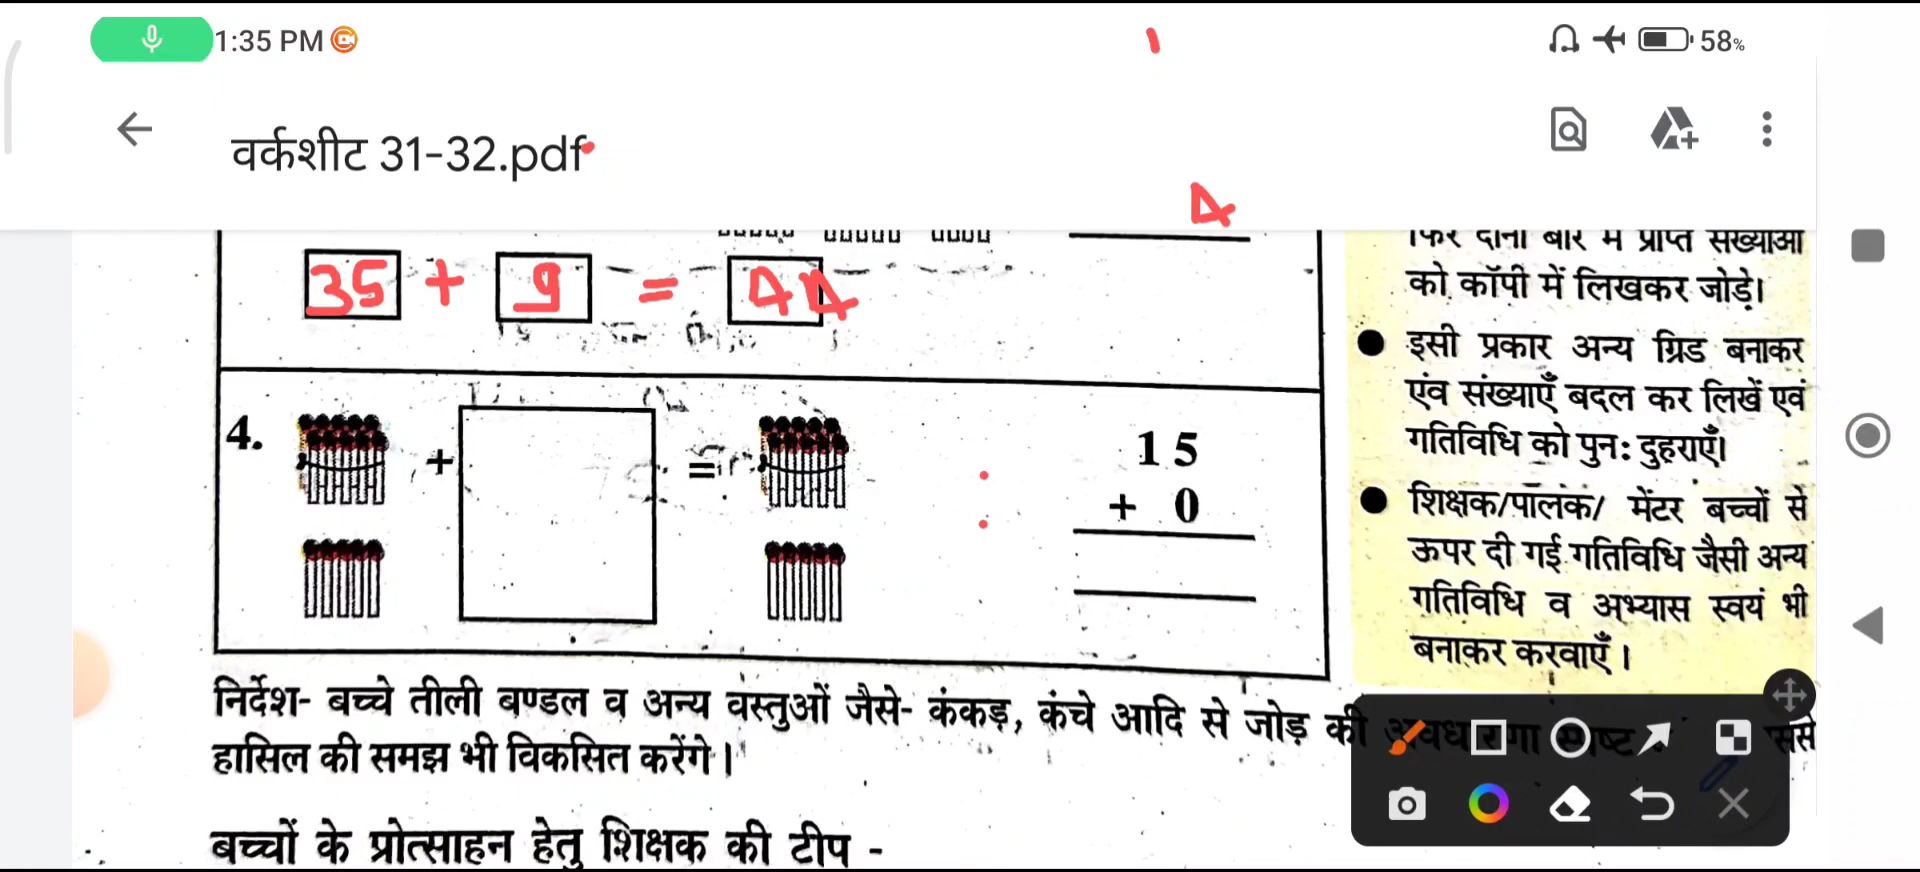 1:35 PM
58%
वर्कशीट 31-32.pdf
4
35 + 9 = 44
फिर दोनों बार में प्राप्त संख्याओं
को कॉपी में लिखकर जोड़े।
● इसी प्रकार अन्य ग्रिड बनाकर
एंव संख्याएँ बदल कर लिखें एवं
गतिविधि को पुन: दुहराएँ।
● शिक्षक/पालक/ मेंटर बच्चों से
ऊपर दी गई गतिविधि जैसी अन्य
गतिविधि व अभ्यास स्वयं भी
बनाकर करवाएँ ।
4. + =
15
+ 0
निर्देश- बच्चे तीली बण्डल व अन्य वस्तुओं जैसे- कंकड़, कंचे आदि से जोड़ की
हासिल की समझ भी विकसित करेंगे।
बच्चों के प्रोत्साहन हेतु शिक्षक की टीप -